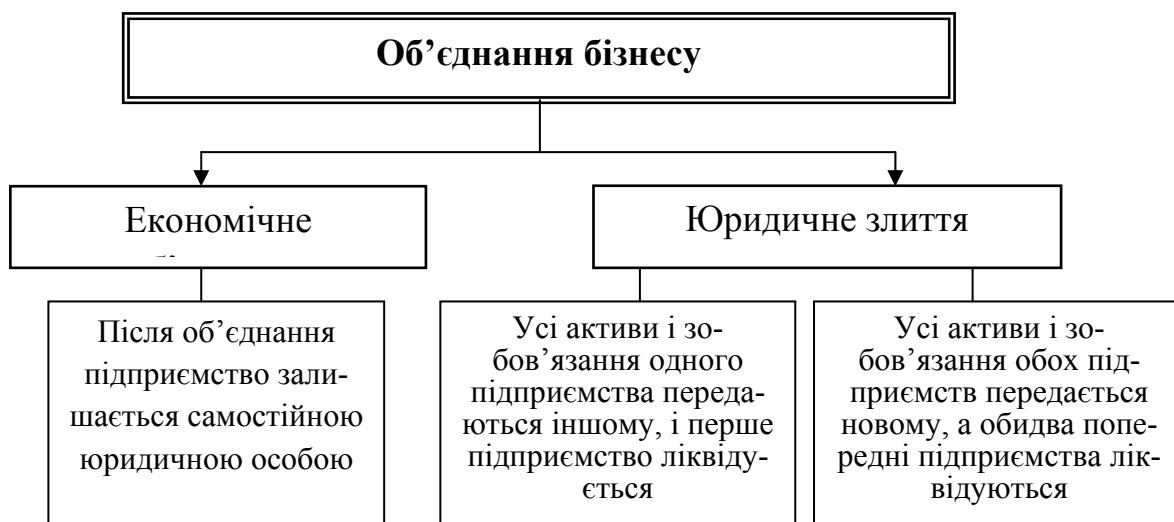 Об’єднання бізнесу
Економічне
Юридичне злиття
Після об’єднання
підприємство зали-
шається самостійною
юридичною особою
Усі активи і зо-
бов’язання одного
підприємства переда-
ються іншому, і перше
підприємство ліквіду-
ється
Усі активи і зо-
бов’язання обох під-
приємств передається
новому, а обидва попе-
редні підприємства лік-
відуються